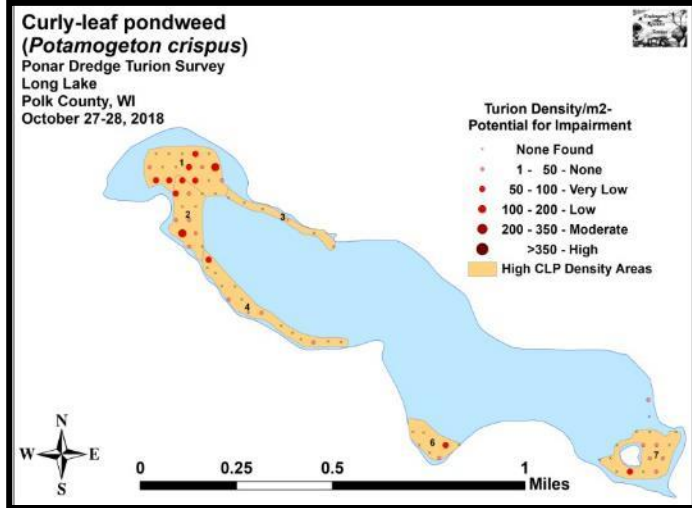 Curly-leaf pondweed
(Potamogeton crispus)
Ponar Dredge Turion Survey
Long Lake
Polk County, WI
October 27-28, 2018
Turion Density/m2-
Potential for Impairment
None Found
1 - 50 - None
50 - 100 - Very Low
100 - 200 - Low
200 - 350 - Moderate
>350 - High
High CLP Density Areas
1
2
3
4
6
7
N
W E
S
0 0.25 0.5 1
Miles